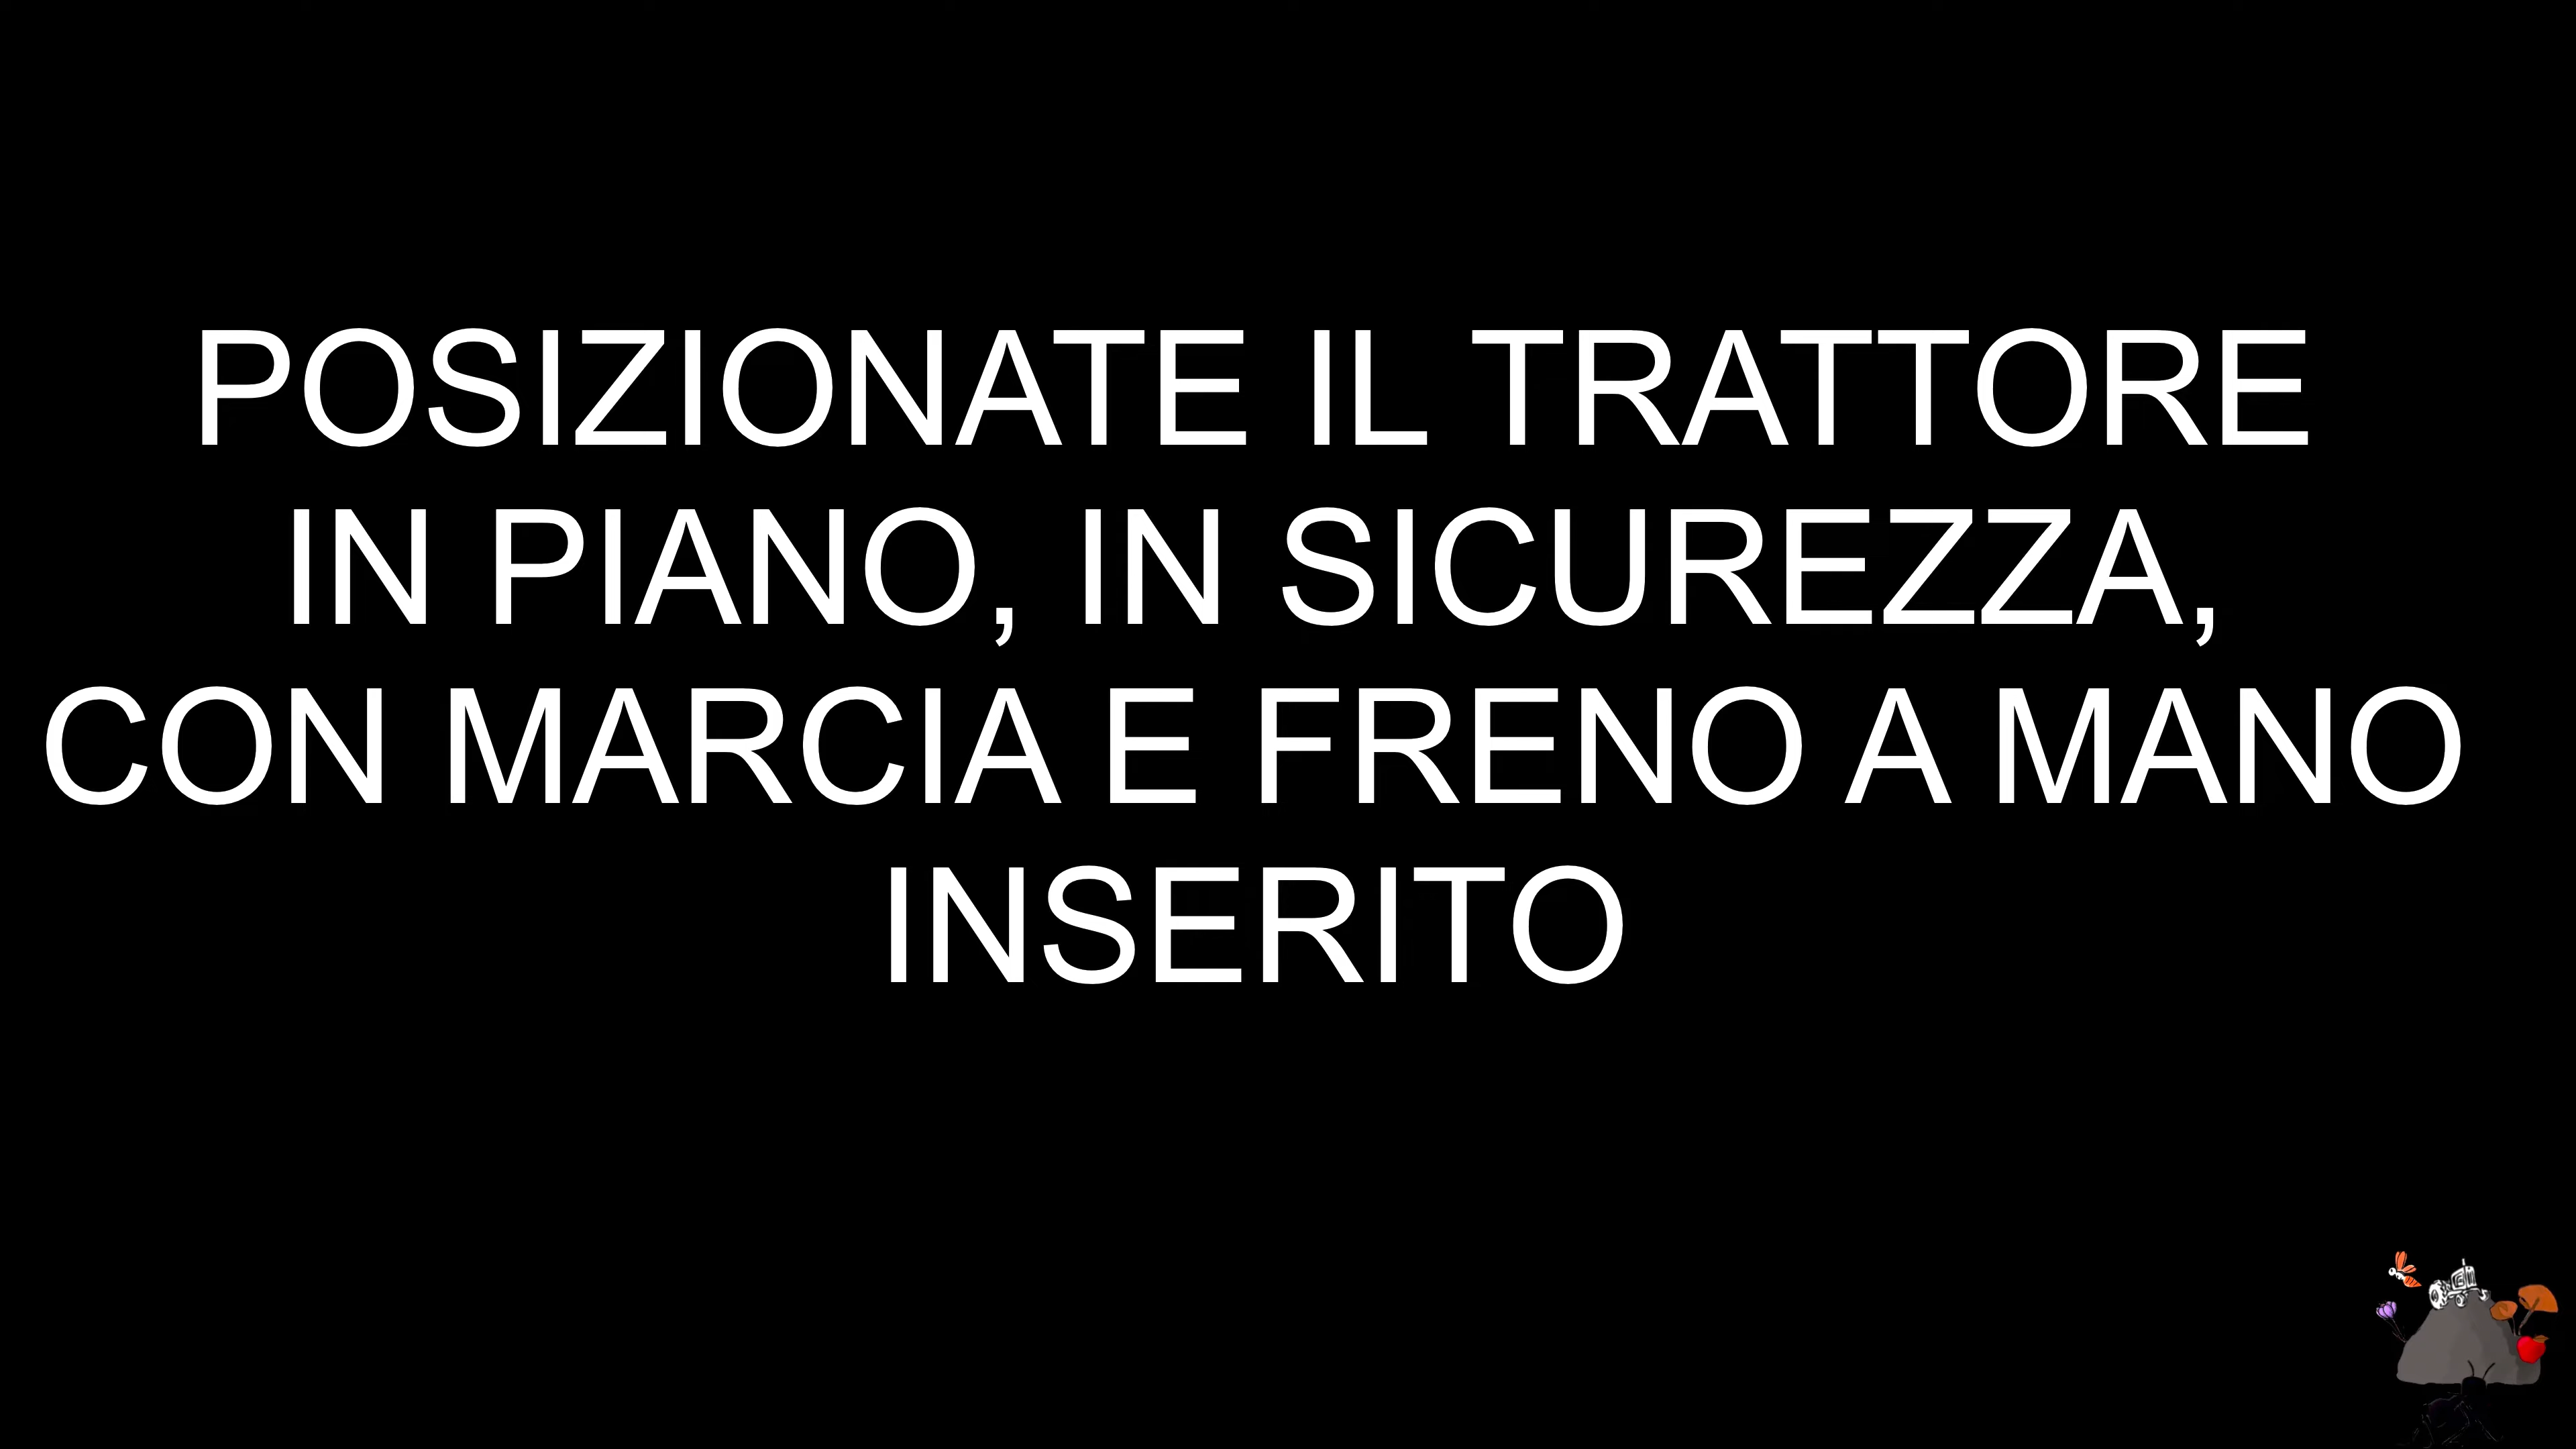 POSIZIONATE IL TRATTORE
IN PIANO, IN SICUREZZA,
CON MARCIA E FRENO A MANO
INSERITO